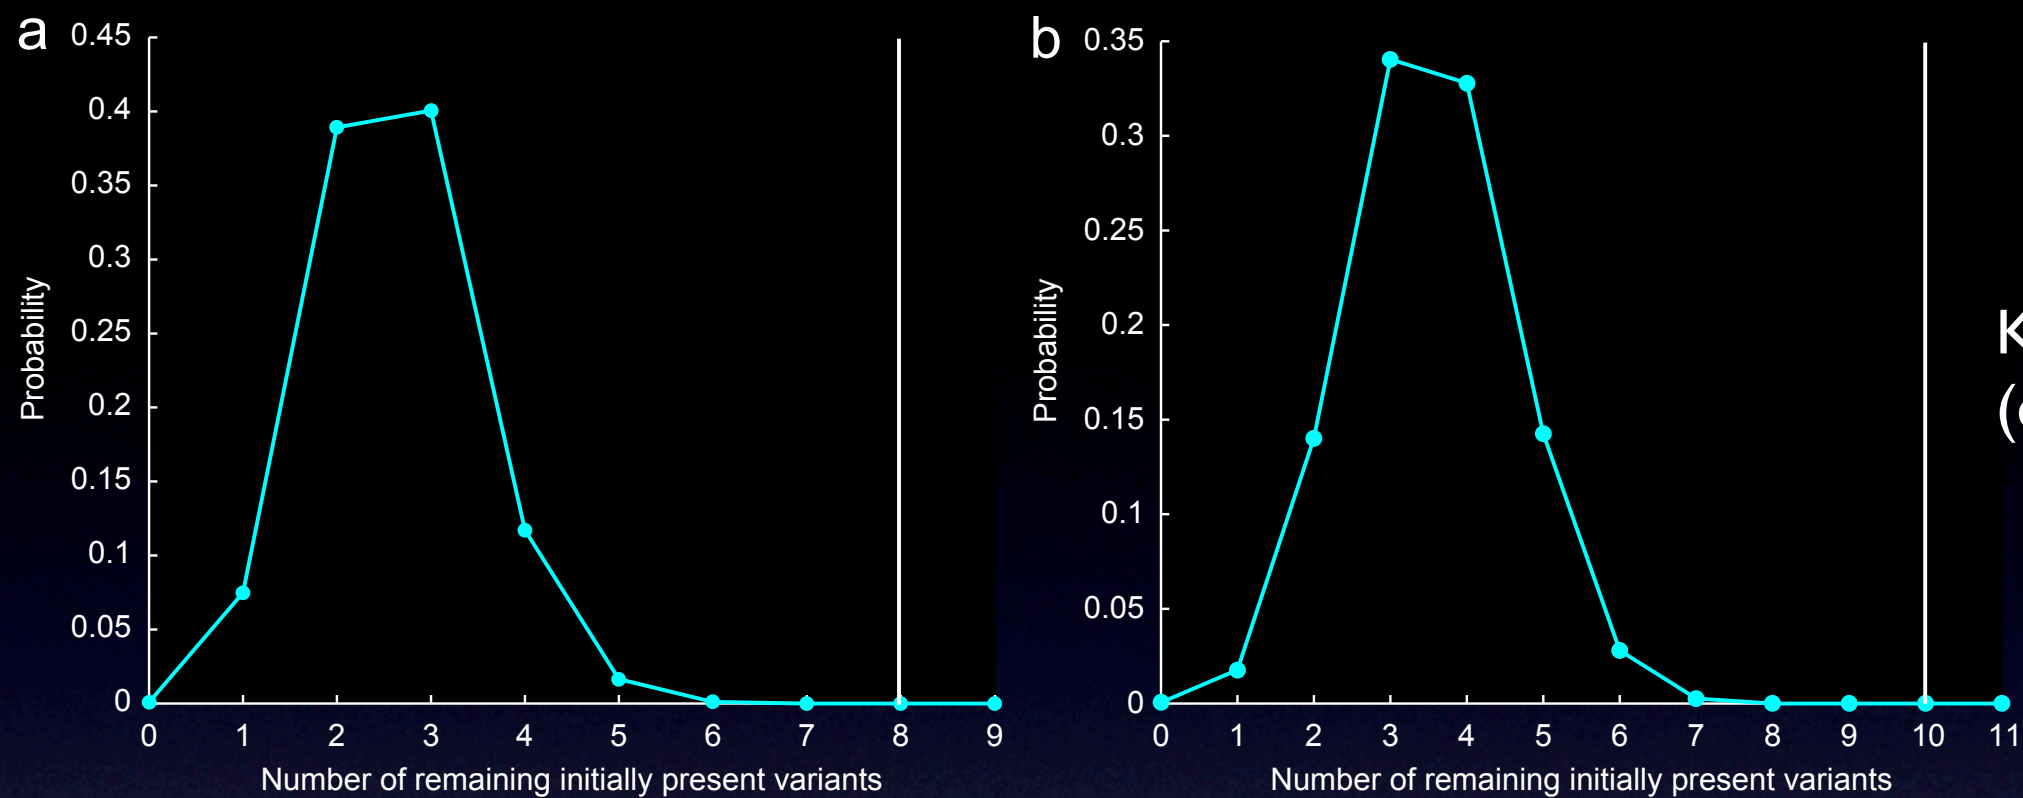 a
0.45
0.4
0.35
0.3
0.25
0.2
0.15
0.1
0.05
0
Probability
0 1 2 3 4 5 6 7 8 9
Number of remaining initially present variants
b
0.35
0.3
0.25
0.2
0.15
0.1
0.05
0
Probability
0 1 2 3 4 5 6 7 8 9 10 11
Number of remaining initially present variants